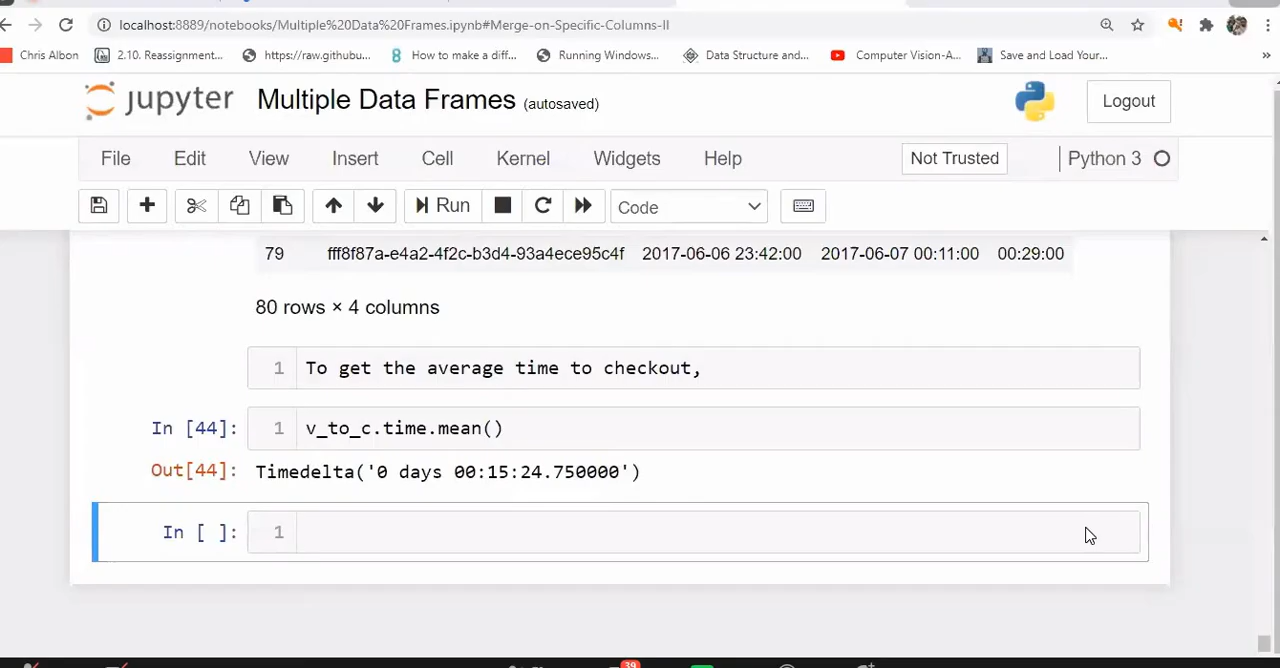 localhost:8889/notebooks/Multiple%20Data%20Frames.ipynb#Merge-on-Specific-Columns-II
Chris Albon 2.10. Reassignment... https://raw.githubu... How to make a diff... Running Windows... Data Structure and... Computer Vision-A... Save and Load Your... »
jupyter Multiple Data Frames (autosaved) Logout
File Edit View Insert Cell Kernel Widgets Help Not Trusted Python 3
Run Code
79 fff8f87a-e4a2-4f2c-b3d4-93a4ece95c4f 2017-06-06 23:42:00 2017-06-07 00:11:00 00:29:00
80 rows × 4 columns
1 To get the average time to checkout,
In [44]: 1 v_to_c.time.mean()
Out[44]: Timedelta('0 days 00:15:24.750000')
In [ ]: 1
39